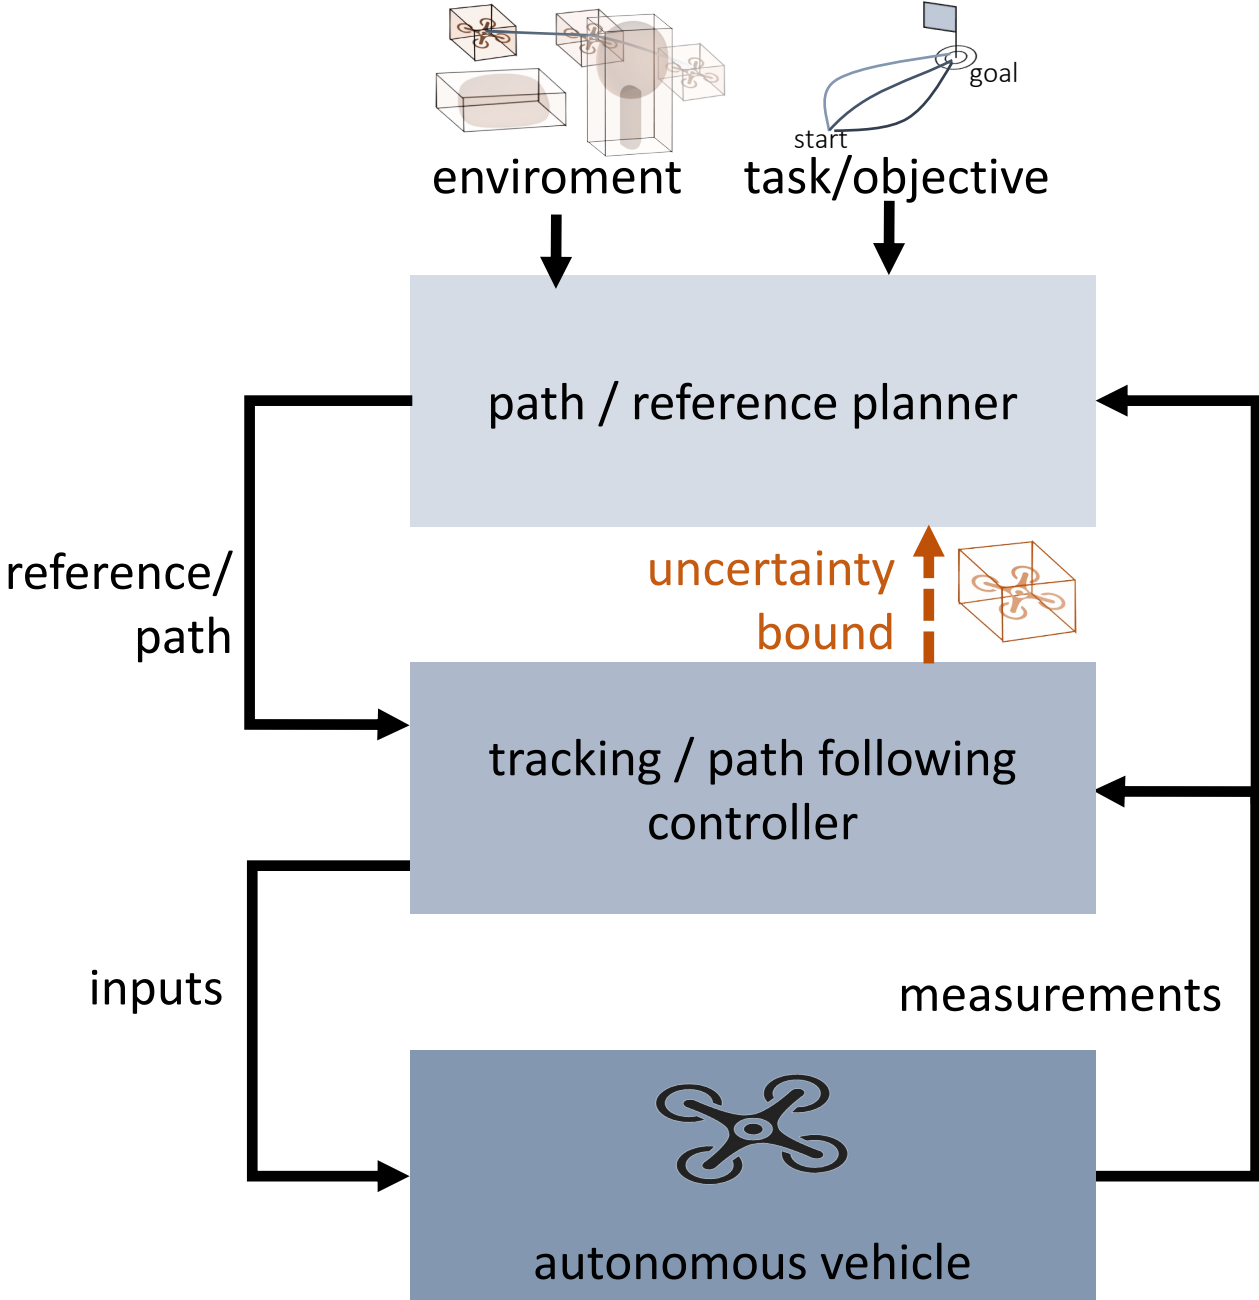 goal
start
enviroment
task/objective
path / reference planner
reference/
path
uncertainty
bound
tracking / path following
controller
inputs
measurements
autonomous vehicle